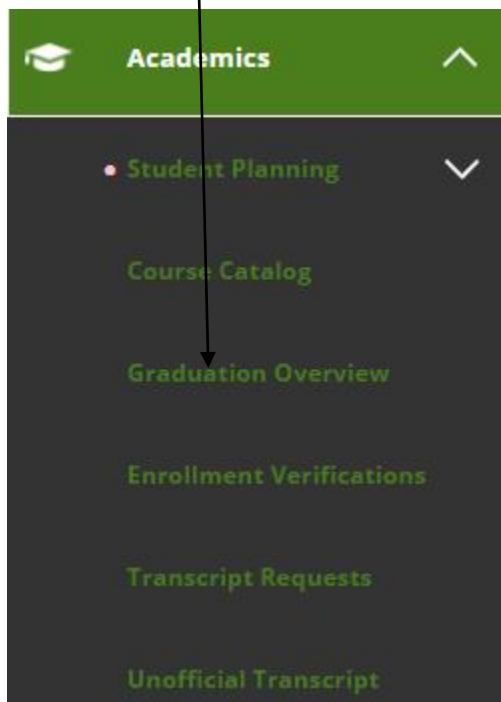 Academics
Student Planning
Course Catalog
Graduation Overview
Enrollment Verifications
Transcript Requests
Unofficial Transcript